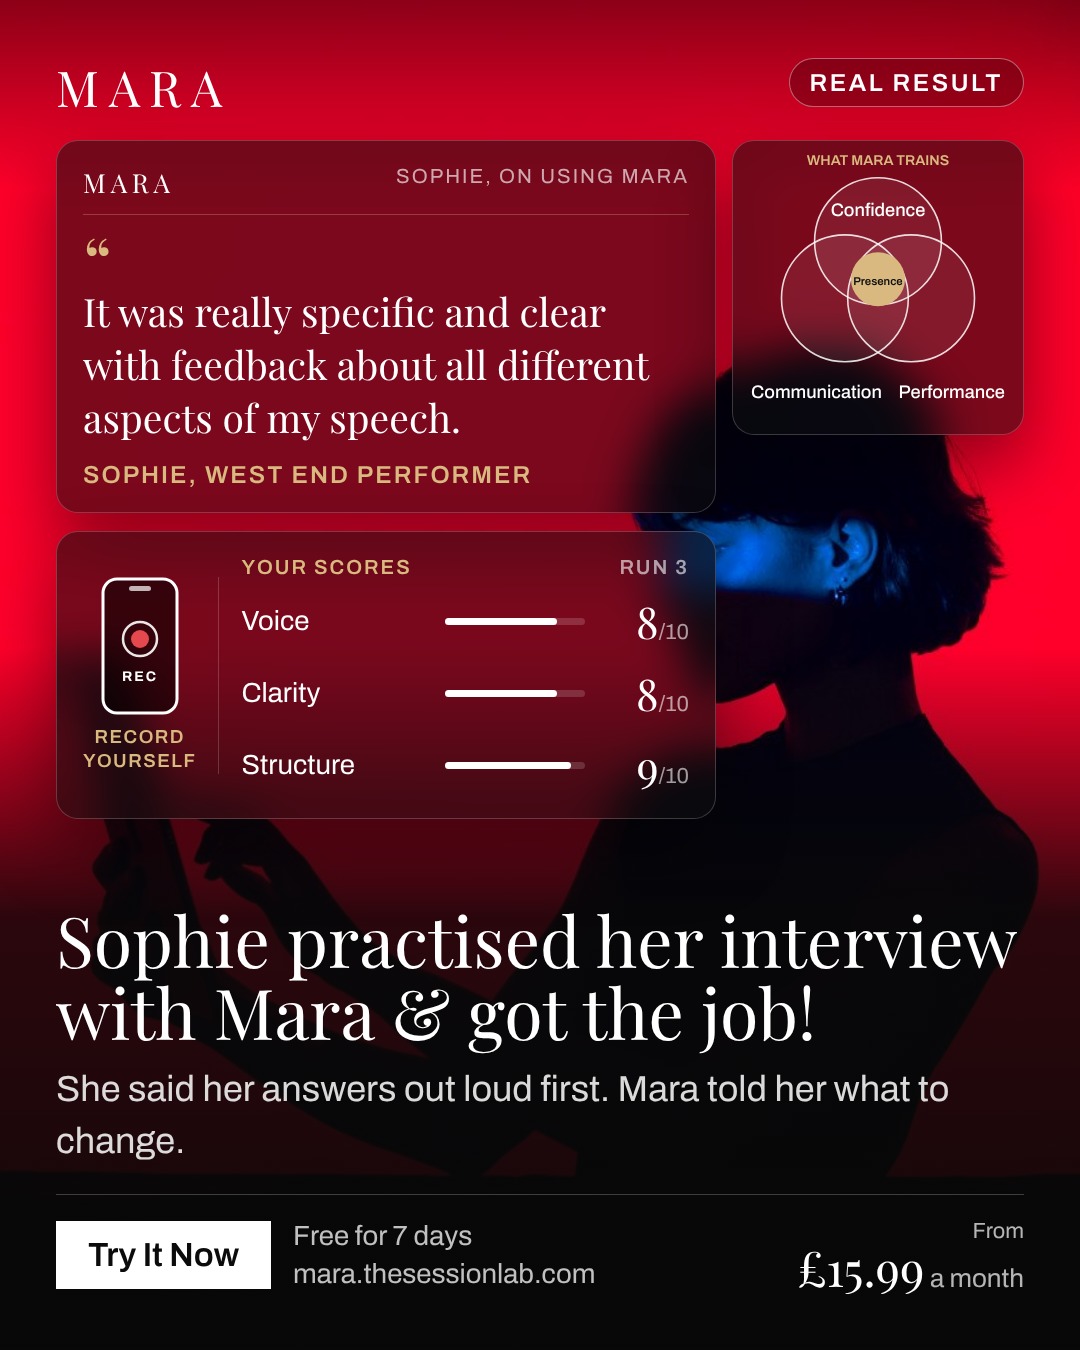 MARA
REAL RESULT
MARA
SOPHIE, ON USING MARA
“
It was really specific and clear
with feedback about all different
aspects of my speech.
SOPHIE, WEST END PERFORMER
WHAT MARA TRAINS
Confidence
Presence
Communication
Performance
REC
RECORD
YOURSELF
YOUR SCORES
RUN 3
Voice
8/10
Clarity
8/10
Structure
9/10
Sophie practised her interview
with Mara & got the job!
She said her answers out loud first. Mara told her what to
change.
Try It Now
Free for 7 days
mara.thesessionlab.com
From
£15.99 a month